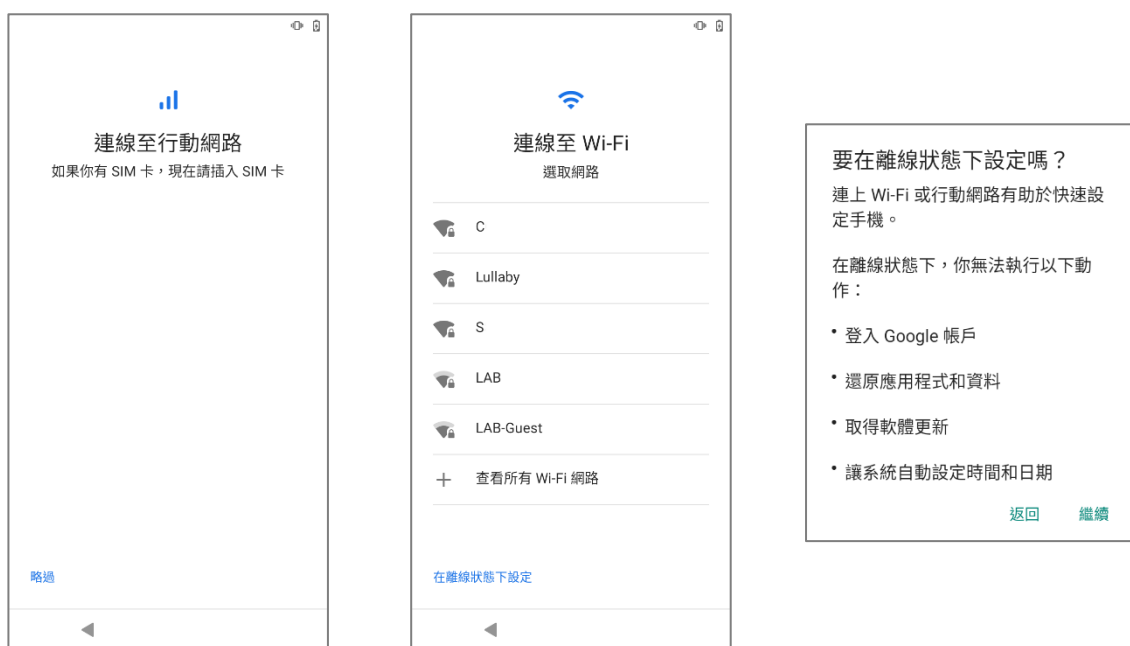 連線至行動網路
如果你有 SIM 卡，現在請插入 SIM 卡
略過
連線至 Wi-Fi
選取網路
C
Lullaby
S
LAB
LAB-Guest
查看所有 Wi-Fi 網路
在離線狀態下設定
要在離線狀態下設定嗎？
連上 Wi-Fi 或行動網路有助於快速設
定手機。
在離線狀態下，你無法執行以下動
作：
• 登入 Google 帳戶
• 還原應用程式和資料
• 取得軟體更新
• 讓系統自動設定時間和日期
返回 繼續